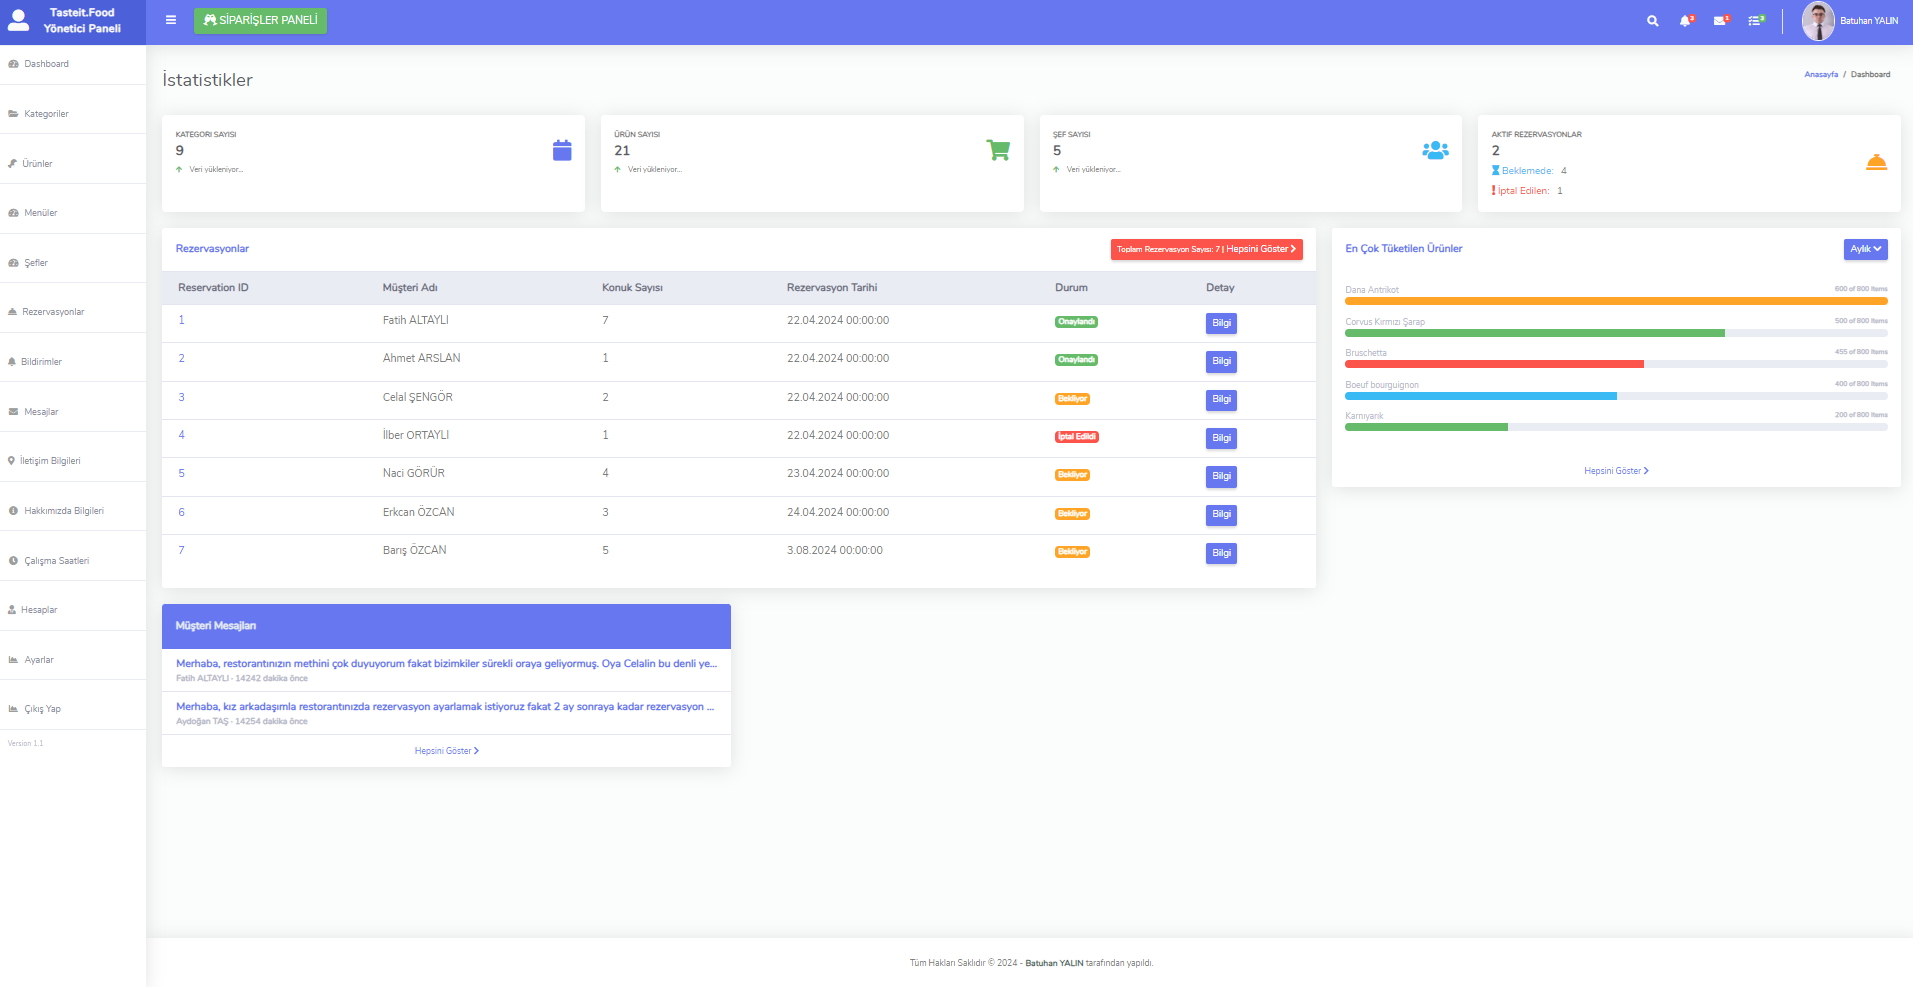 Tasteit.Food
Yönetici Paneli
SİPARİŞLER PANELİ
3
1
3
Batuhan YALIN
Dashboard
Kategoriler
Ürünler
Menüler
Şefler
Rezervasyonlar
Bildirimler
Mesajlar
İletişim Bilgileri
Hakkımızda Bilgileri
Çalışma Saatleri
Hesaplar
Ayarlar
Çıkış Yap
Version 1.1
İstatistikler
Anasayfa / Dashboard
KATEGORI SAYISI
9
Veri yükleniyor...
ÜRÜN SAYISI
21
Veri yükleniyor...
ŞEF SAYISI
5
Veri yükleniyor...
AKTIF REZERVASYONLAR
2
Beklemede: 4
İptal Edilen: 1
Rezervasyonlar
Toplam Rezervasyon Sayısı: 7 | Hepsini Göster
Reservation ID Müşteri Adı Konuk Sayısı Rezervasyon Tarihi Durum Detay
1 Fatih ALTAYLI 7 22.04.2024 00:00:00 Onaylandı Bilgi
2 Ahmet ARSLAN 1 22.04.2024 00:00:00 Onaylandı Bilgi
3 Celal ŞENGÖR 2 22.04.2024 00:00:00 Bekliyor Bilgi
4 İlber ORTAYLI 1 22.04.2024 00:00:00 İptal Edildi Bilgi
5 Naci GÖRÜR 4 23.04.2024 00:00:00 Bekliyor Bilgi
6 Erkcan ÖZCAN 3 24.04.2024 00:00:00 Bekliyor Bilgi
7 Barış ÖZCAN 5 3.08.2024 00:00:00 Bekliyor Bilgi
En Çok Tüketilen Ürünler
Aylık
Dana Antrikot 600 of 800 Items
Corvus Kırmızı Şarap 500 of 800 Items
Bruschetta 455 of 800 Items
Boeuf bourguignon 400 of 800 Items
Karnıyarık 200 of 800 Items
Hepsini Göster
Müşteri Mesajları
Merhaba, restorantınızın methini çok duyuyorum fakat bizimkiler sürekli oraya geliyormuş. Oya Celalin bu denli ye...
Fatih ALTAYLI · 14242 dakika önce
Merhaba, kız arkadaşımla restorantınızda rezervasyon ayarlamak istiyoruz fakat 2 ay sonraya kadar rezervasyon ...
Aydoğan TAŞ · 14254 dakika önce
Hepsini Göster
Tüm Hakları Saklıdır © 2024 - Batuhan YALIN tarafından yapıldı.